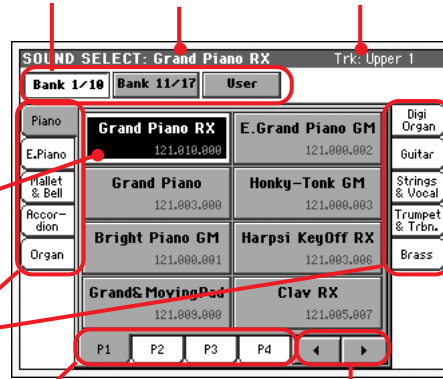 SOUND SELECT: Grand Piano RX Trk: Upper 1
Bank 1/10 Bank 11/17 User
Piano
E.Piano
Mallet
& Bell
Accor-
dion
Organ
Grand Piano RX
121.010.000
E.Grand Piano GM
121.000.002
Grand Piano
121.003.000
Honky-Tonk GM
121.000.003
Bright Piano GM
121.000.001
Harpsi KeyOff RX
121.003.006
Grand&MovingPad
121.009.000
Clav RX
121.005.007
Digi
Organ
Guitar
Strings
& Vocal
Trumpet
& Trbn.
Brass
P1 P2 P3 P4